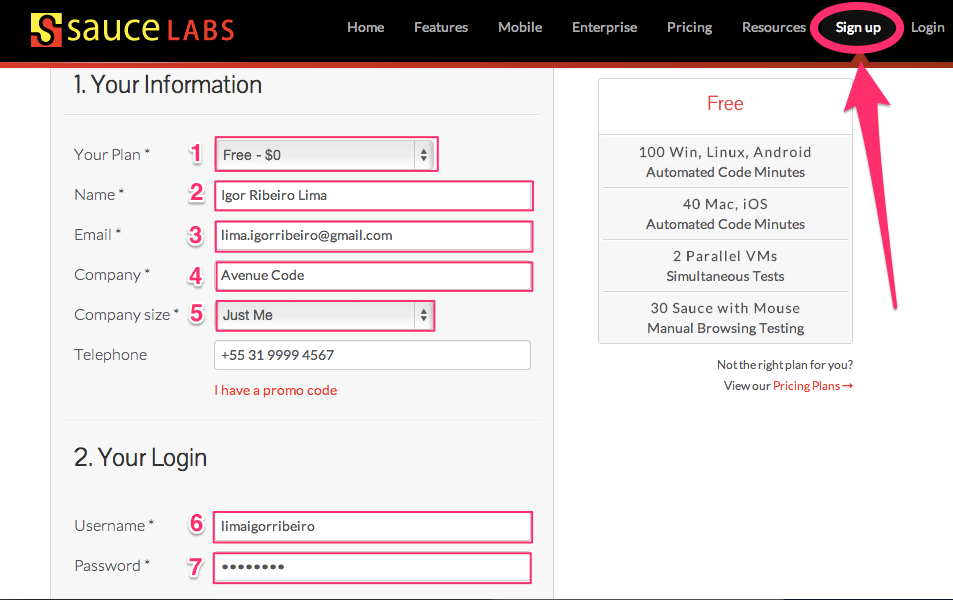 sauce LABS
Home Features Mobile Enterprise Pricing Resources Sign up Login
1. Your Information
Your Plan * 1 Free - $0
Name * 2 Igor Ribeiro Lima
Email * 3 lima.igorribeiro@gmail.com
Company * 4 Avenue Code
Company size * 5 Just Me
Telephone +55 31 9999 4567
I have a promo code
2. Your Login
Username * 6 limaigorribeiro
Password * 7 ••••••••
Free
100 Win, Linux, Android
Automated Code Minutes
40 Mac, iOS
Automated Code Minutes
2 Parallel VMs
Simultaneous Tests
30 Sauce with Mouse
Manual Browsing Testing
Not the right plan for you?
View our Pricing Plans →